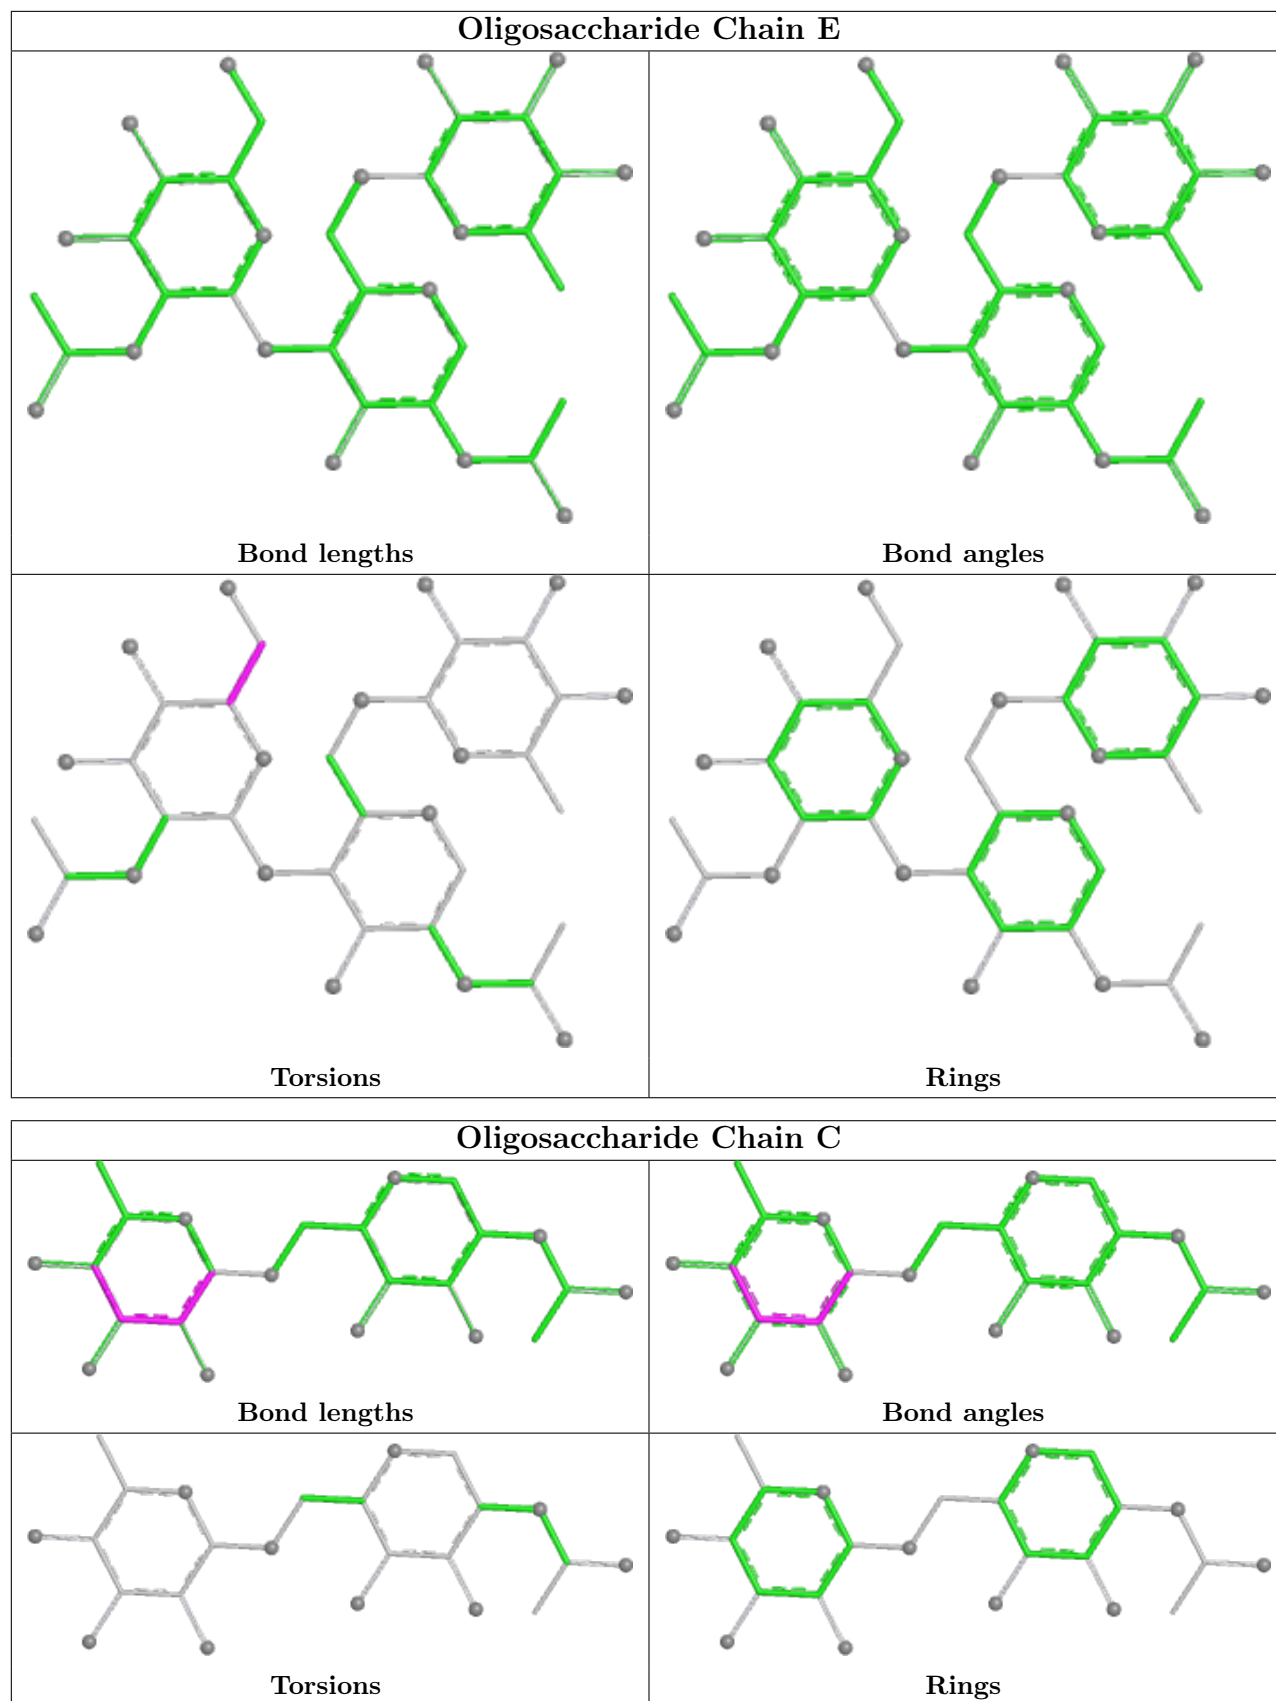 Oligosaccharide Chain E
Bond lengths
Bond angles
Torsions
Rings
Oligosaccharide Chain C
Bond lengths
Bond angles
Torsions
Rings